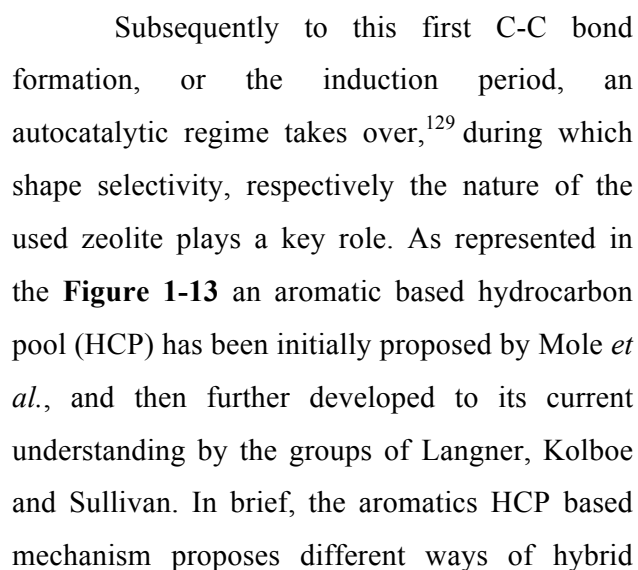 Subsequently to this first C-C bond
formation, or the induction period, an
autocatalytic regime takes over,129 during which
shape selectivity, respectively the nature of the
used zeolite plays a key role. As represented in
the Figure 1-13 an aromatic based hydrocarbon
pool (HCP) has been initially proposed by Mole et
al., and then further developed to its current
understanding by the groups of Langner, Kolboe
and Sullivan. In brief, the aromatics HCP based
mechanism proposes different ways of hybrid